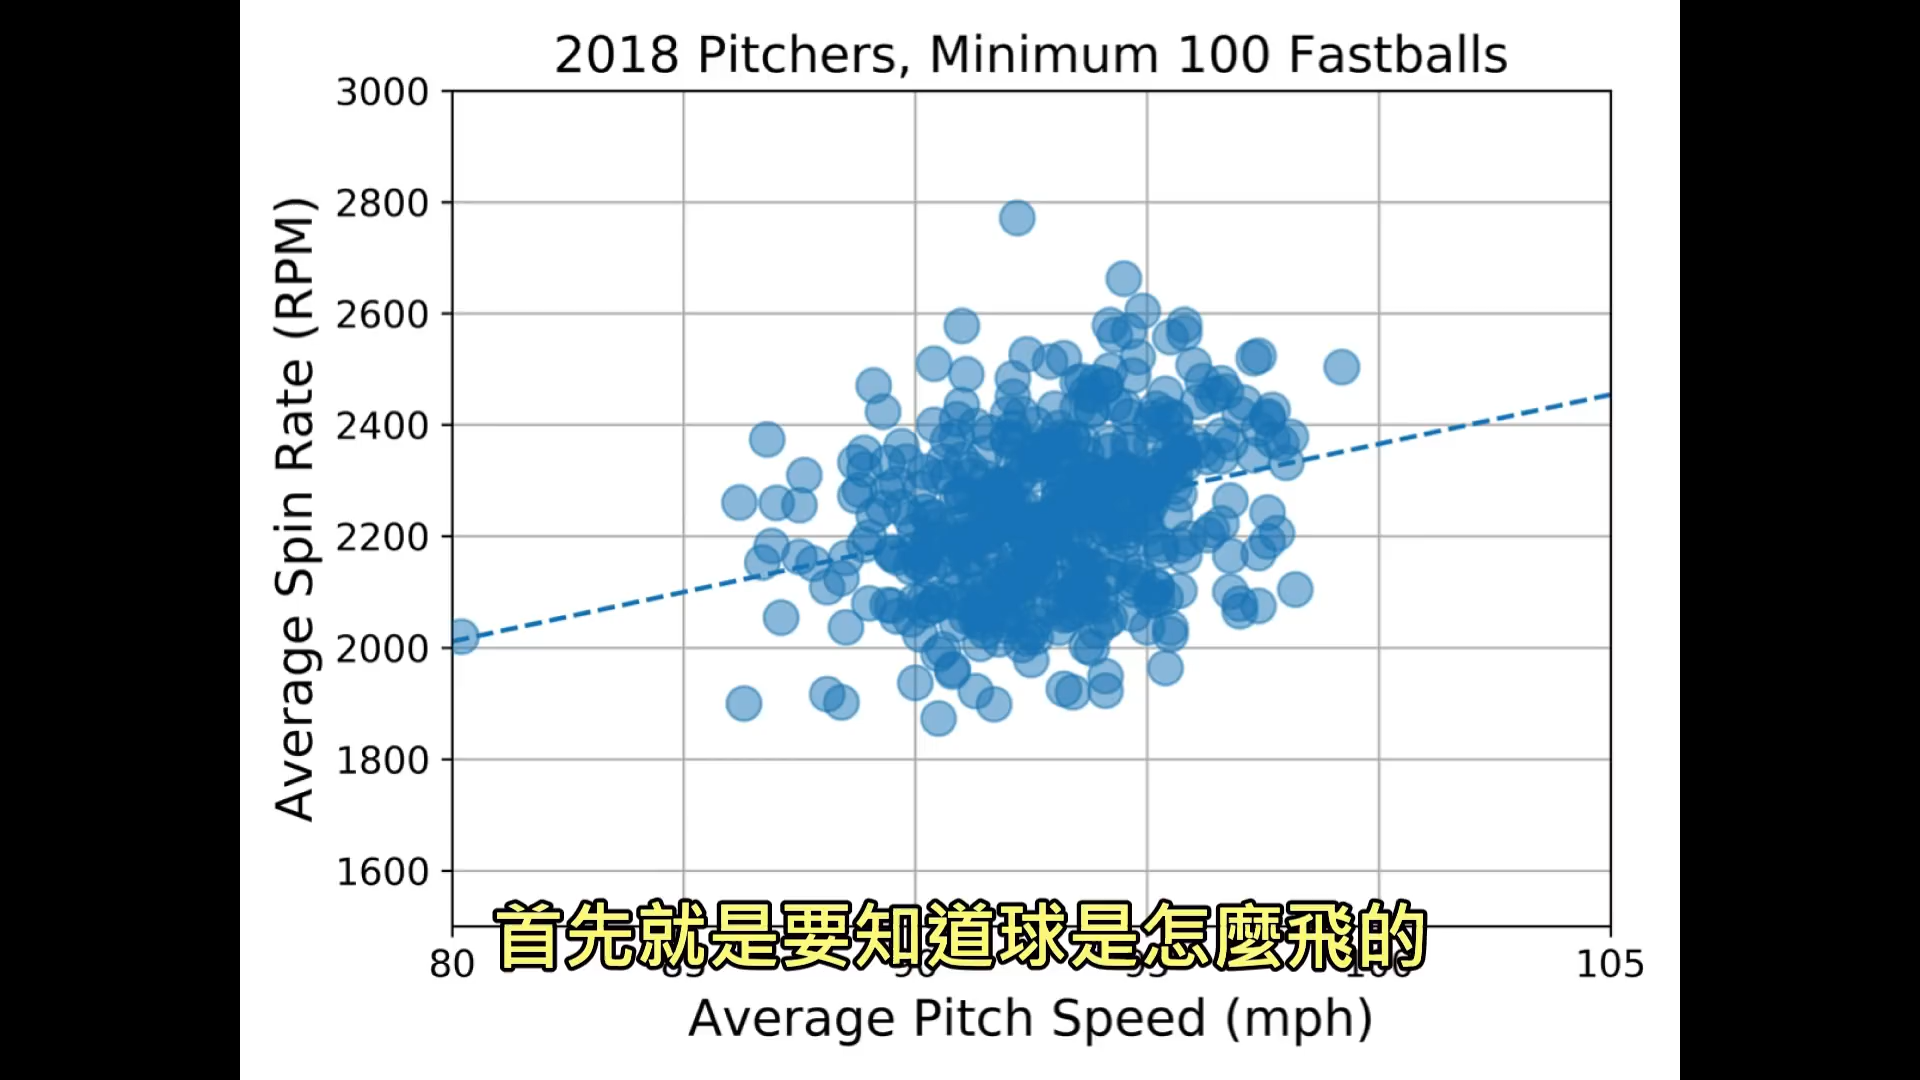 2018 Pitchers, Minimum 100 Fastballs
3000
2800
2600
2400
2200
2000
1800
1600
Average Spin Rate (RPM)
首先就是要知道球是怎麼飛的
80
105
Average Pitch Speed (mph)